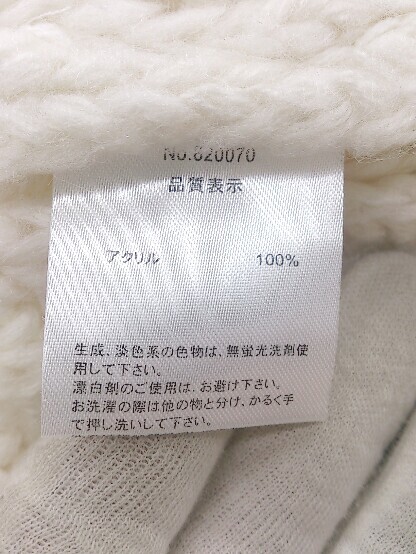 No.820070
品質表示
アクリル 100%
生成、淡色系の色物は、無蛍光洗剤使
用して下さい。
漂白剤のご使用は、お避け下さい。
お洗濯の際は他の物と分け、かるく手
で押し洗いして下さい。